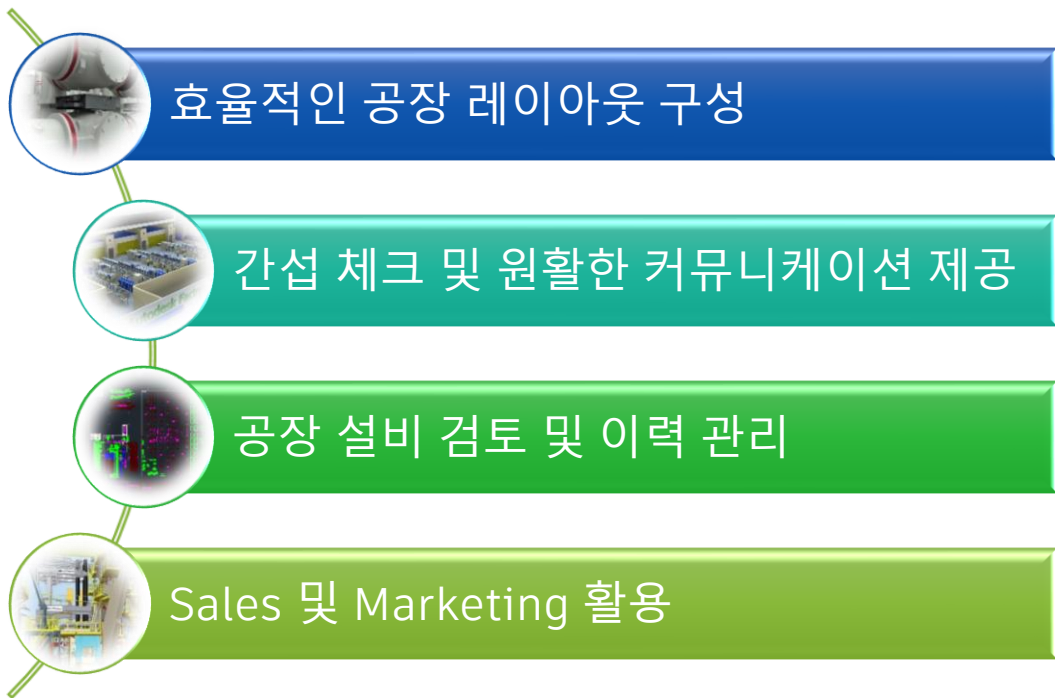 효율적인 공장 레이아웃 구성
간섭 체크 및 원활한 커뮤니케이션 제공
공장 설비 검토 및 이력 관리
Sales 및 Marketing 활용